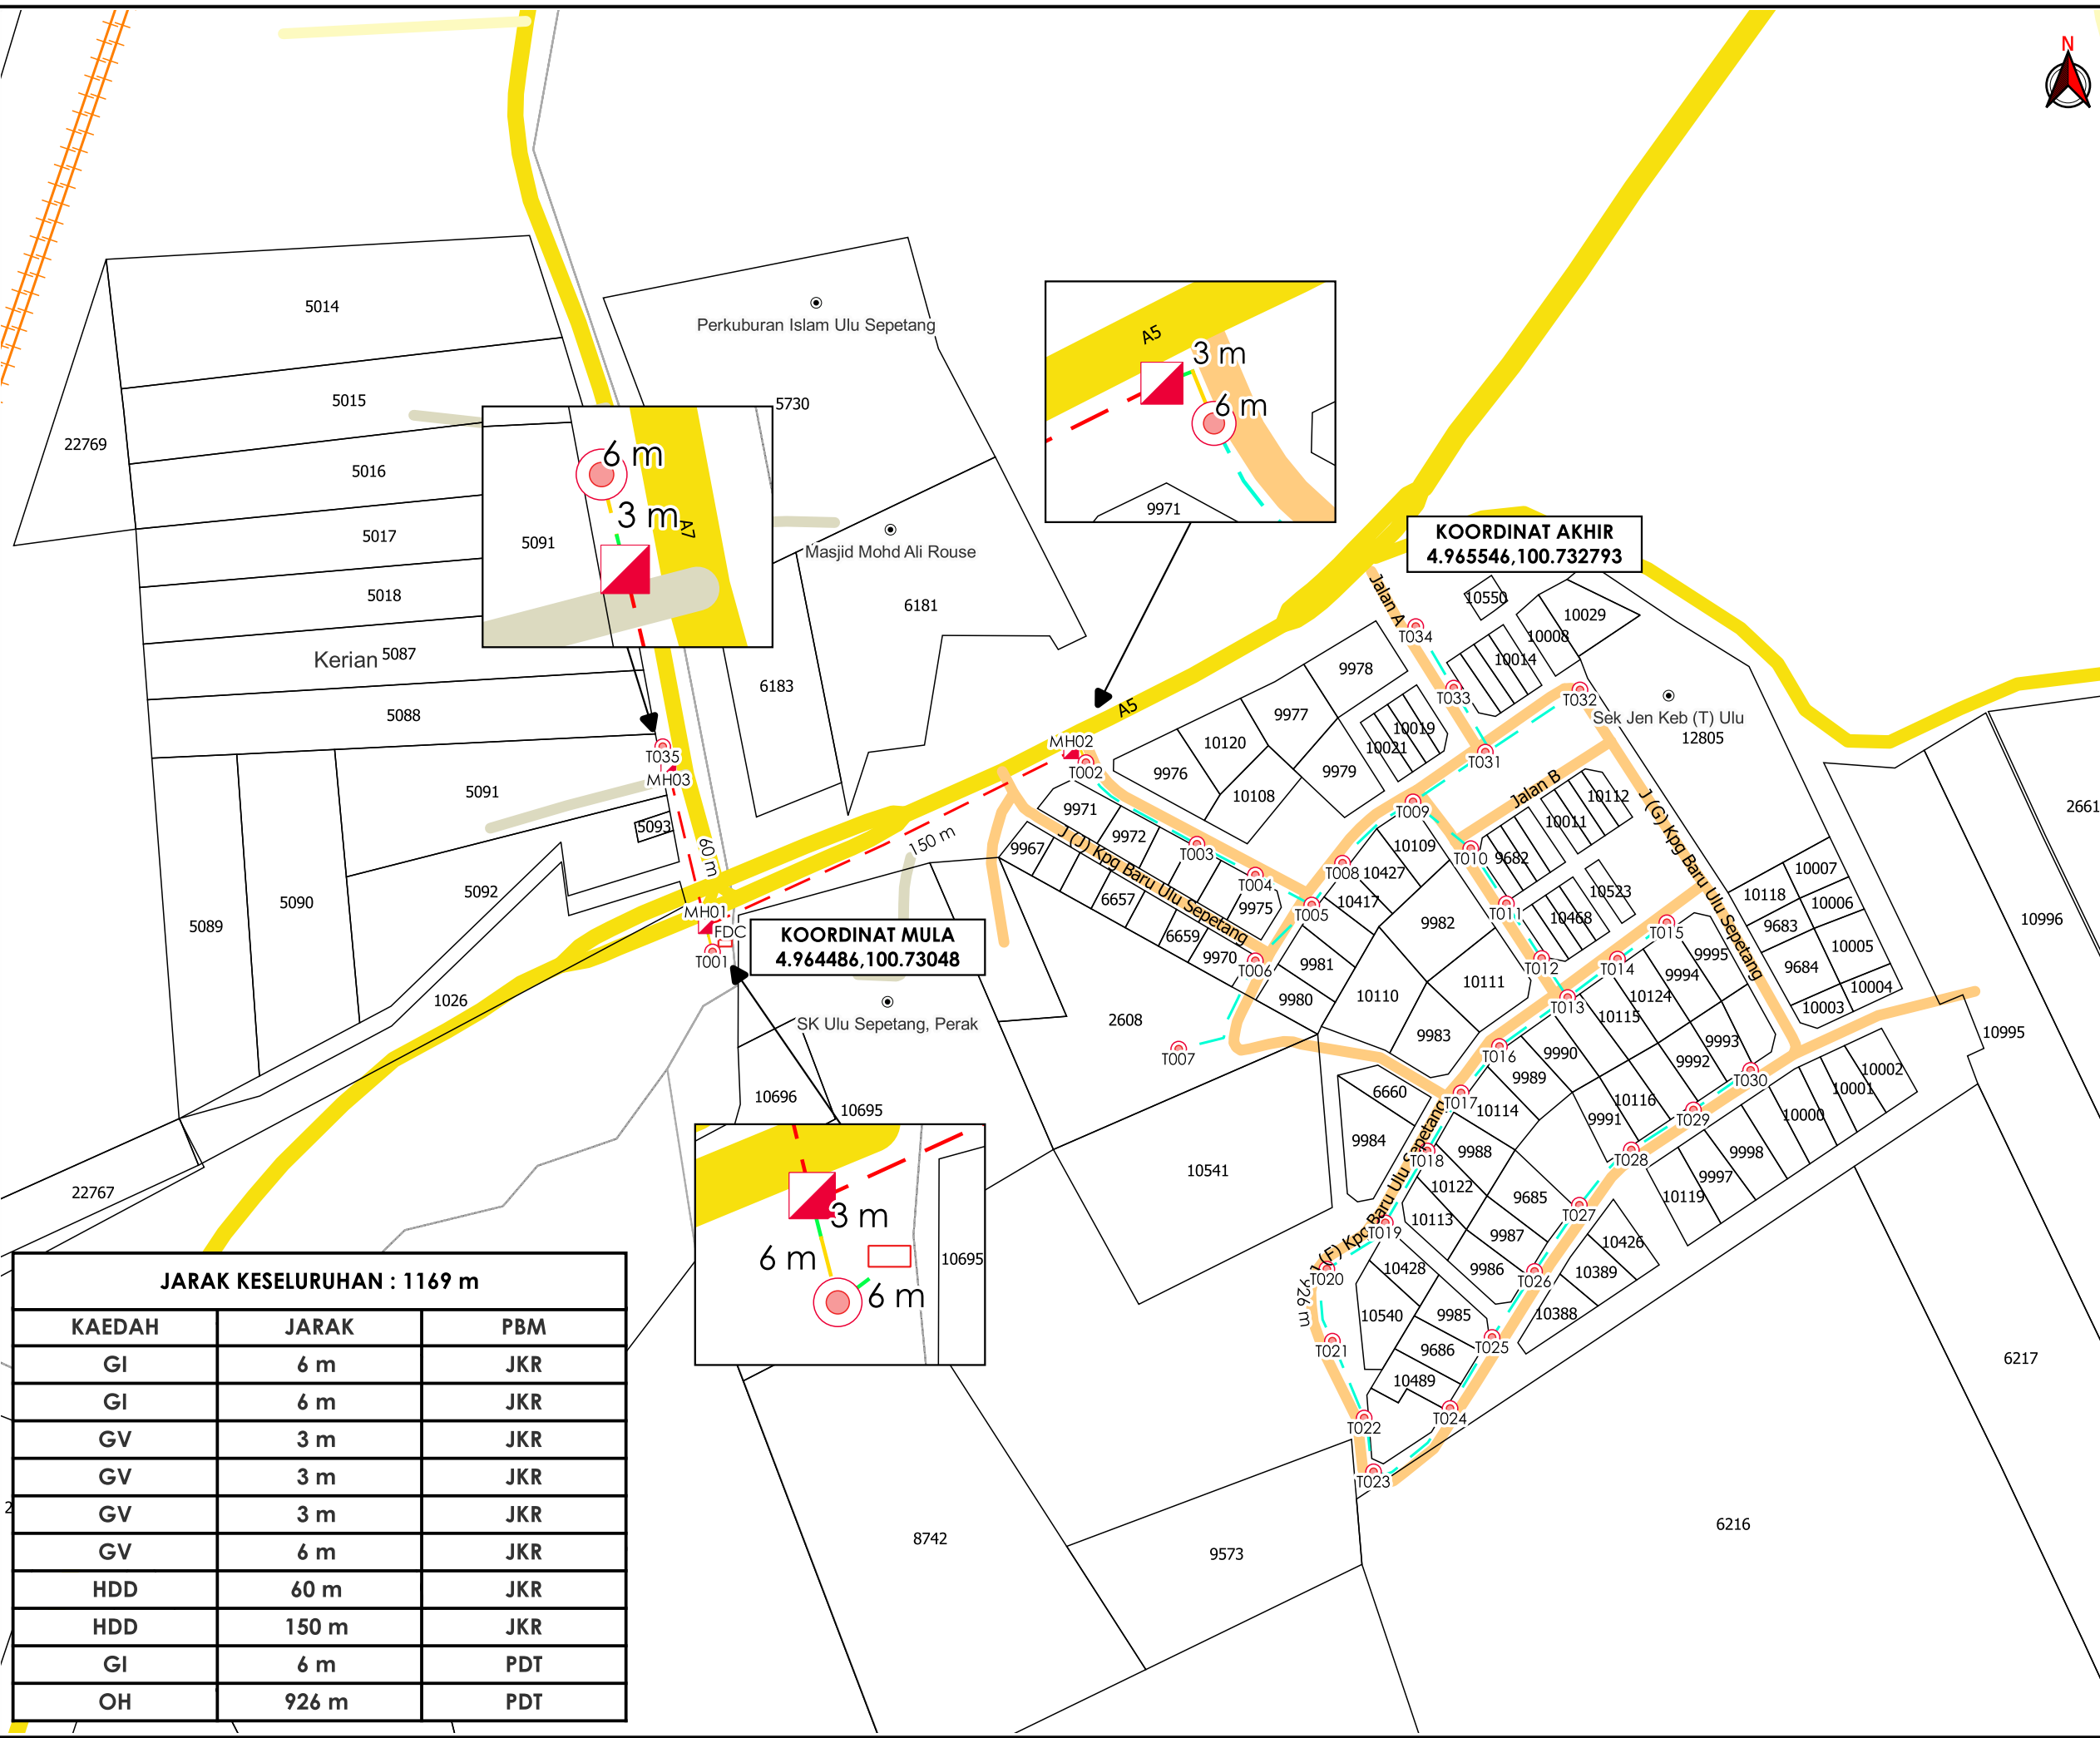 N
5014
Perkuburan Islam Ulu Sepetang
5015
5730
22769
5016
5017
5018
Kerian
5087
5088
6 m
3 m
A7
5091
A5
3 m
6 m
9971
Masjid Mohd Ali Rouse
6181
6183
KOORDINAT AKHIR
4.965546,100.732793
Jalan A
T034
10550
10029
10008
10014
9978
T033
T032
Sek Jen Keb (T) Ulu
12805
A5
9977
10019
10021
10120
T031
MH02
T002
9976
9979
10108
T035
MH03
5091
5093
60 m
150 m
9971
9972
9967
J (J) Kpg Baru Ulu Sepetang
T003
T004
9975
T005
6657
6659
9970
T006
T009
Jalan B
10112
10011
J (G) Kpg Baru Ulu Sepetang
10109
T010
9682
T008
10427
10417
10523
T011
10468
9982
10007
10118
10006
9683
10005
9684
10004
10003
2661
10996
10995
5092
5090
5089
1026
MH01
FDC
T001
KOORDINAT MULA
4.964486,100.73048
SK Ulu Sepetang, Perak
9981
9980
10110
10111
T012
T015
9995
T014
9994
10124
T013
10115
9983
T007
2608
T016
9990
9989
9993
9992
T030
10002
10001
10000
10696
10695
6660
T017
10114
10116
9991
T029
9984
9988
T018
T028
9998
9997
10119
10541
10122
9685
T027
10113
T019
9987
J (F) Kpg Baru Ulu Sepetang
10426
10428
9986
T026
10389
T020
926 m
10540
9985
10388
T025
T021
9686
10489
T024
T022
T023
6217
6216
22767
3 m
6 m
6 m
10695
8742
9573
JARAK KESELURUHAN : 1169 m
KAEDAH JARAK PBM
GI 6 m JKR
GI 6 m JKR
GV 3 m JKR
GV 3 m JKR
GV 3 m JKR
GV 6 m JKR
HDD 60 m JKR
HDD 150 m JKR
GI 6 m PDT
OH 926 m PDT